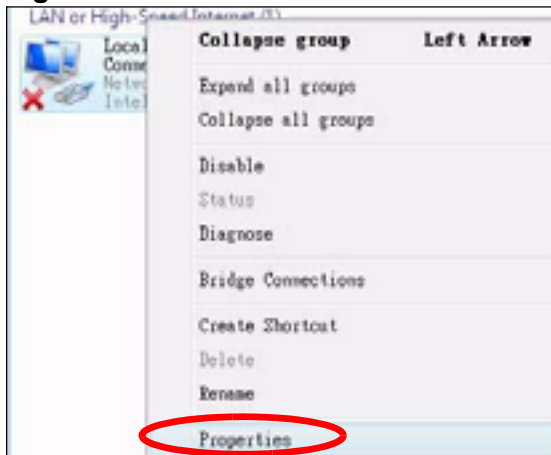 LAN or High-Speed Internet (1)
Local
Conne
Netwo
Intel
Collapse group Left Arrow
Expand all groups
Collapse all groups
Disable
Status
Diagnose
Bridge Connections
Create Shortcut
Delete
Rename
Properties